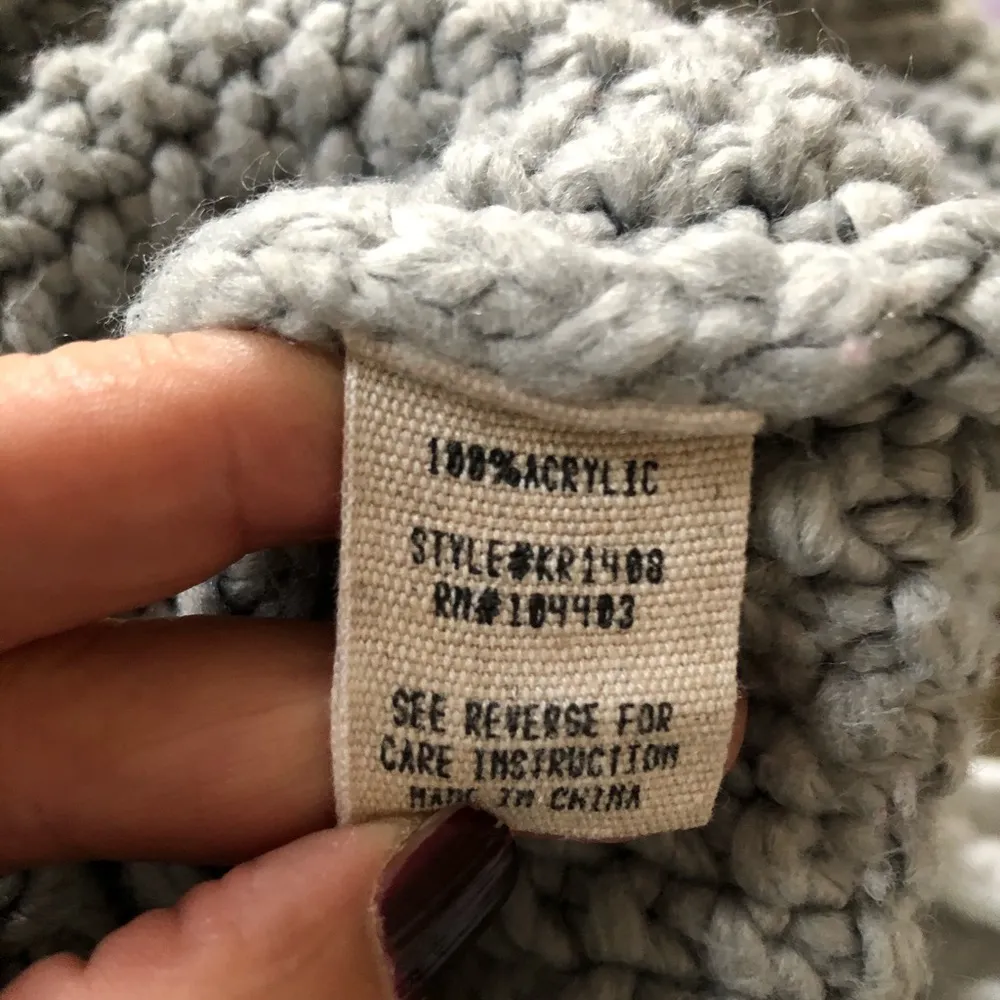 100%ACRYLIC
STYLE#KR1408
RN#104403
SEE REVERSE FOR
CARE INSTRUCTION
MADE IN CHINA